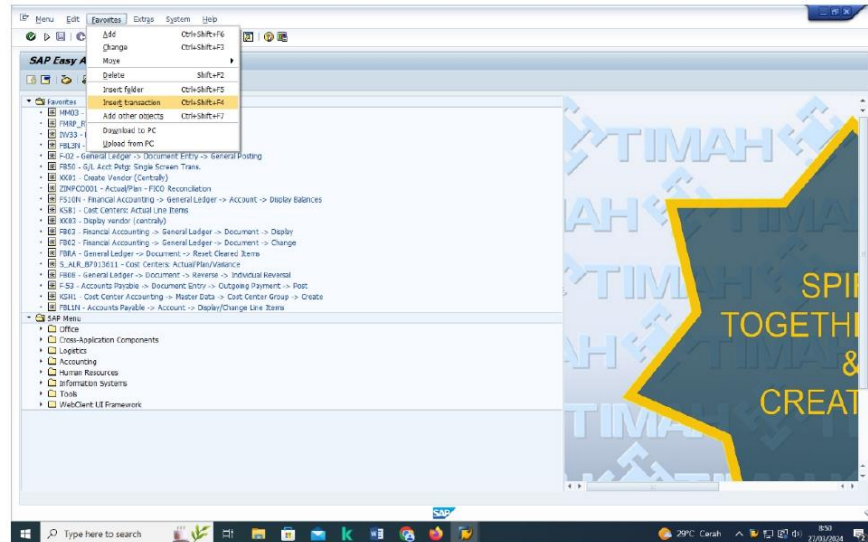 Menu Edit Favorites Extras System Help
Add Ctrl+Shift+F6
Change Ctrl+Shift+F3
Move
Delete Shift+F2
Insert folder Ctrl+Shift+F5
Insert transaction Ctrl+Shift+F4
Add other objects Ctrl+Shift+F7
Download to PC
Upload from PC
SAP Easy A
Favorites
MM03 -
FMRP_R
FBL3N -
F-02 - General Ledger -> Document Entry -> General Posting
FB50 - G/L Acct Pstg: Single Screen Trans.
XK01 - Create Vendor (Centrally)
- Actual/Plan - FICO Reconciliation
FS10N - Financial Accounting -> General Ledger -> Account -> Display Balances
KSB1 - Cost Centers: Actual Line Items
XK03 - Display vendor (centrally)
FB03 - Financial Accounting -> General Ledger -> Document -> Display
FB02 - Financial Accounting -> General Ledger -> Document -> Change
FBRA - General Ledger -> Document -> Reset Cleared Items
S_ALR_87013611 - Cost Centers: Actual/Plan/Variance
FB08 - General Ledger -> Document -> Reverse -> Individual Reversal
F-53 - Accounts Payable -> Document Entry -> Outgoing Payment -> Post
KSH1 - Cost Center Accounting -> Master Data -> Cost Center Group -> Create
FBL1N - Accounts Payable -> Account -> Display/Change Line Items
SAP Menu
Office
Cross-Application Components
Logistics
Accounting
Human Resources
Information Systems
Tools
WebClient UI Framework
TIMAH
AH TIMA
TIMA
AH TIMA
TIMAH
SPI
TOGETH
&
CREAT
SAP
Type here to search
29°C Cerah
8:50
27/03/2024